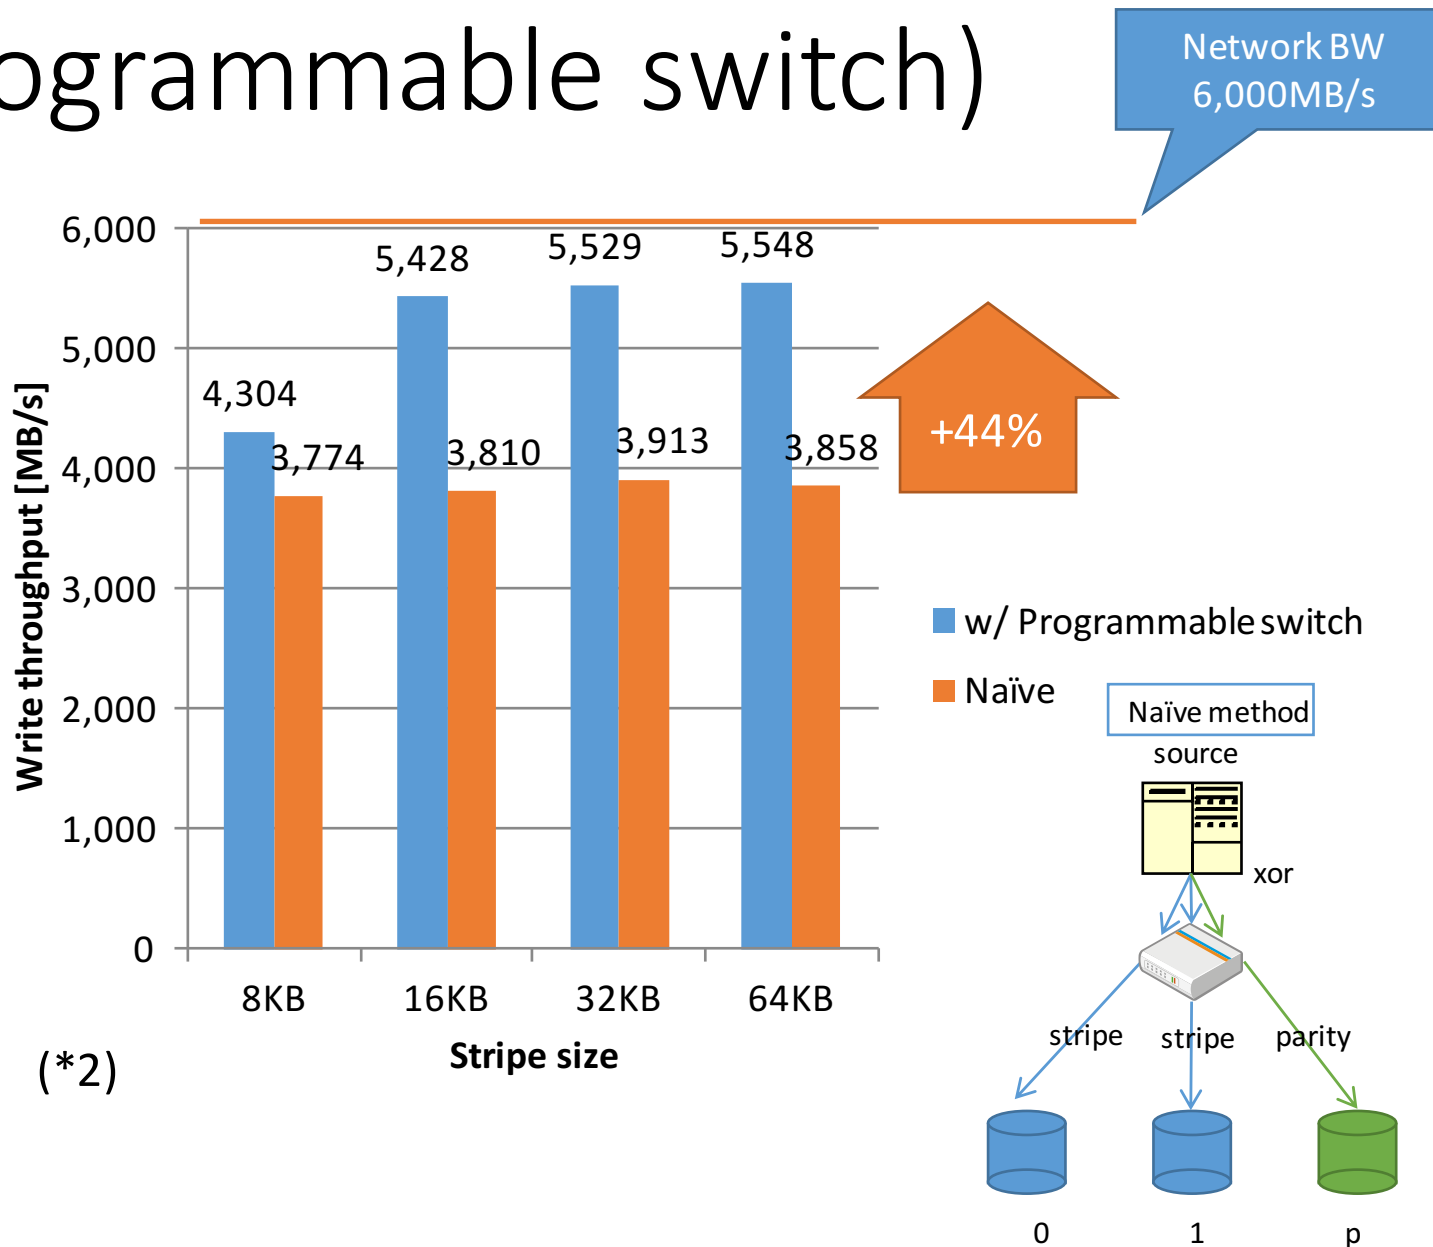 ogrammable switch)
Network BW
6,000MB/s
6,000
5,000
4,000
3,000
2,000
1,000
0
Write throughput [MB/s]
4,304
3,774
5,428
3,810
5,529
3,913
5,548
3,858
+44%
8KB
16KB
32KB
64KB
Stripe size
w/ Programmable switch
Naïve
(*2)
Naïve method
source
xor
stripe
stripe
parity
0
1
p